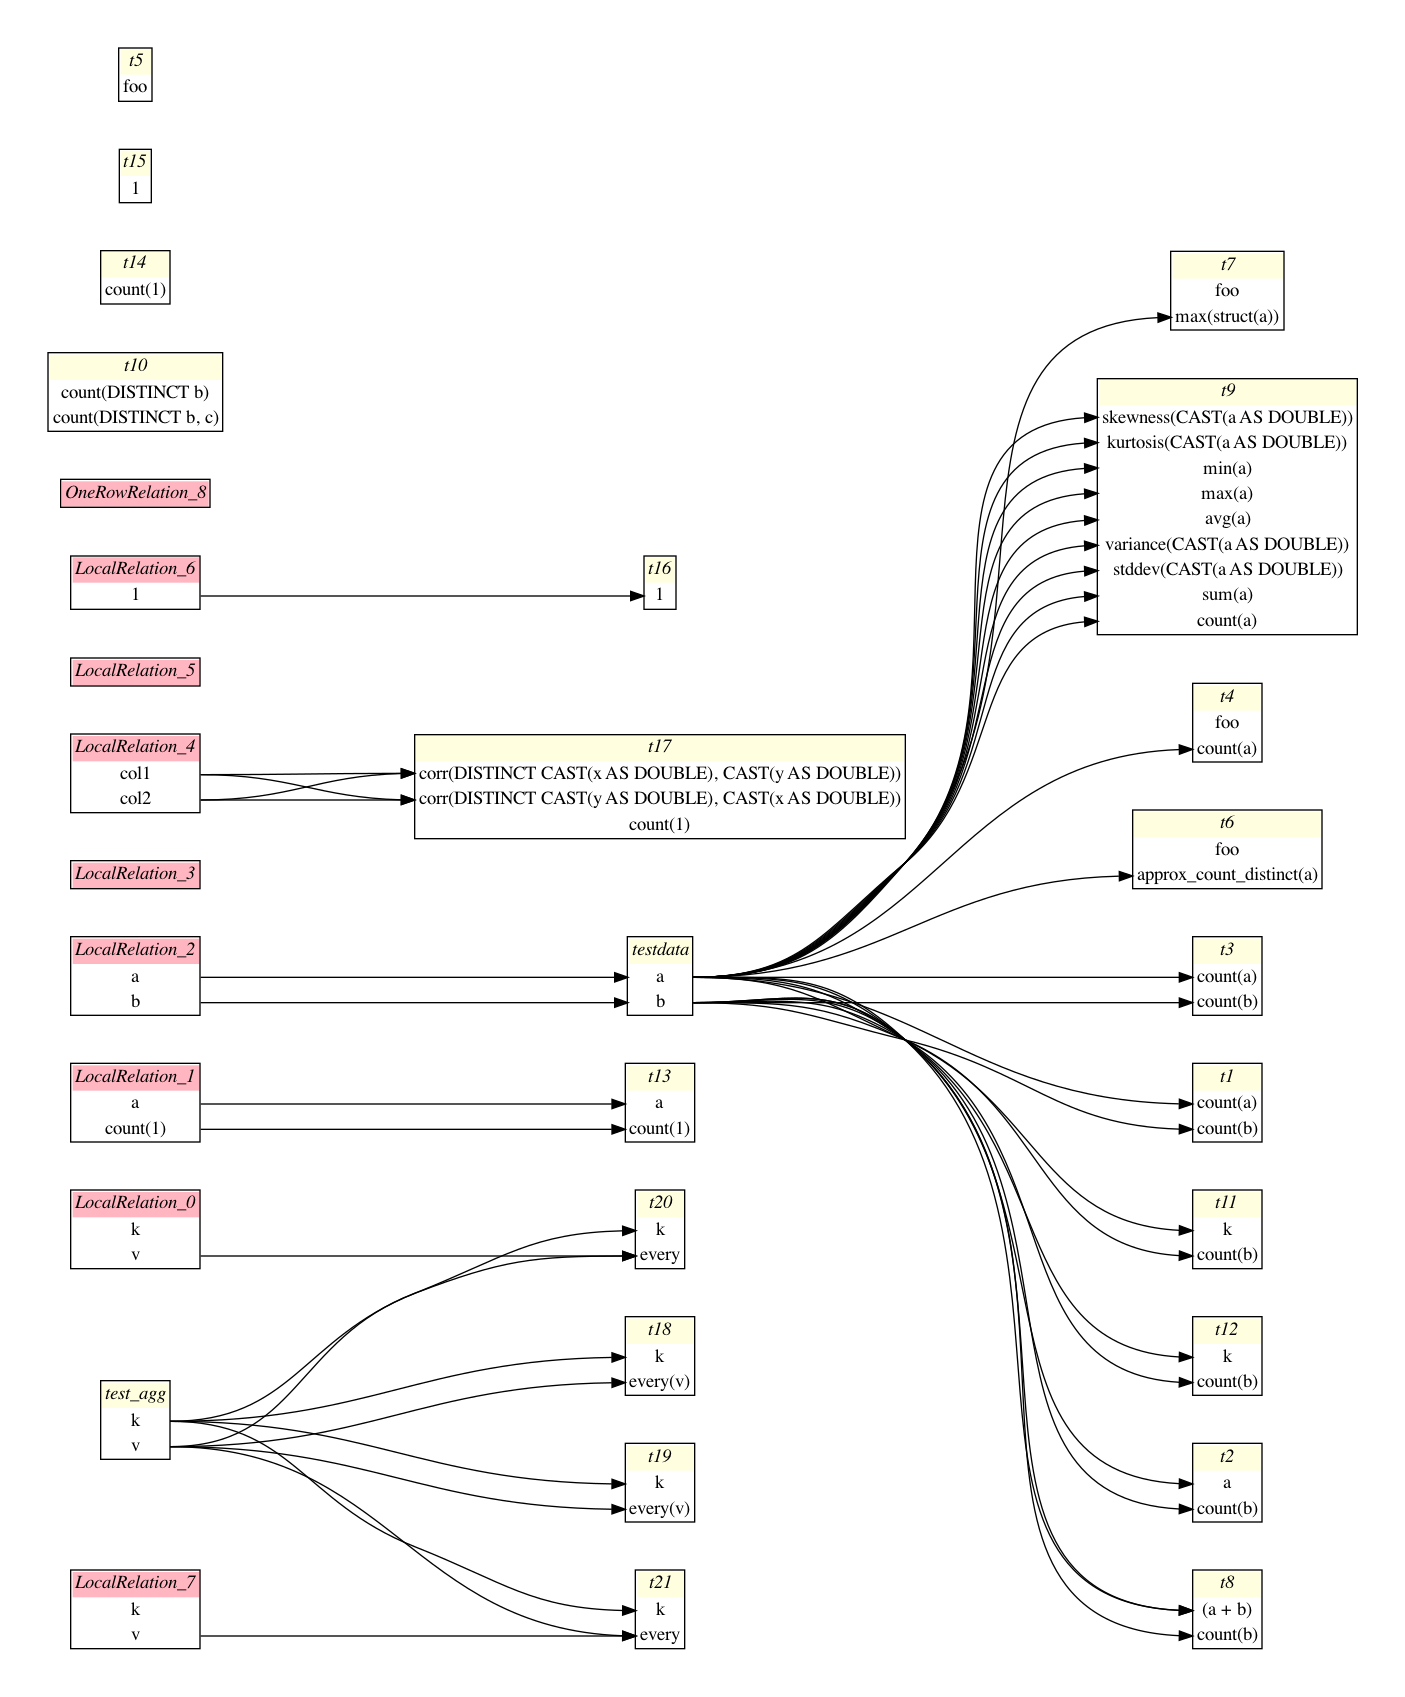 t5
foo
t15
1
t14
count(1)
t10
count(DISTINCT b)
count(DISTINCT b, c)
OneRowRelation_8
LocalRelation_6
1
LocalRelation_5
LocalRelation_4
col1
col2
LocalRelation_3
LocalRelation_2
a
b
LocalRelation_1
a
count(1)
LocalRelation_0
k
v
test_agg
k
v
LocalRelation_7
k
v
t16
1
t17
corr(DISTINCT CAST(x AS DOUBLE), CAST(y AS DOUBLE))
corr(DISTINCT CAST(y AS DOUBLE), CAST(x AS DOUBLE))
count(1)
testdata
a
b
t13
a
count(1)
t20
k
every
t18
k
every(v)
t19
k
every(v)
t21
k
every
t7
foo
max(struct(a))
t9
skewness(CAST(a AS DOUBLE))
kurtosis(CAST(a AS DOUBLE))
min(a)
max(a)
avg(a)
variance(CAST(a AS DOUBLE))
stddev(CAST(a AS DOUBLE))
sum(a)
count(a)
t4
foo
count(a)
t6
foo
approx_count_distinct(a)
t3
count(a)
count(b)
t1
count(a)
count(b)
t11
k
count(b)
t12
k
count(b)
t2
a
count(b)
t8
(a + b)
count(b)